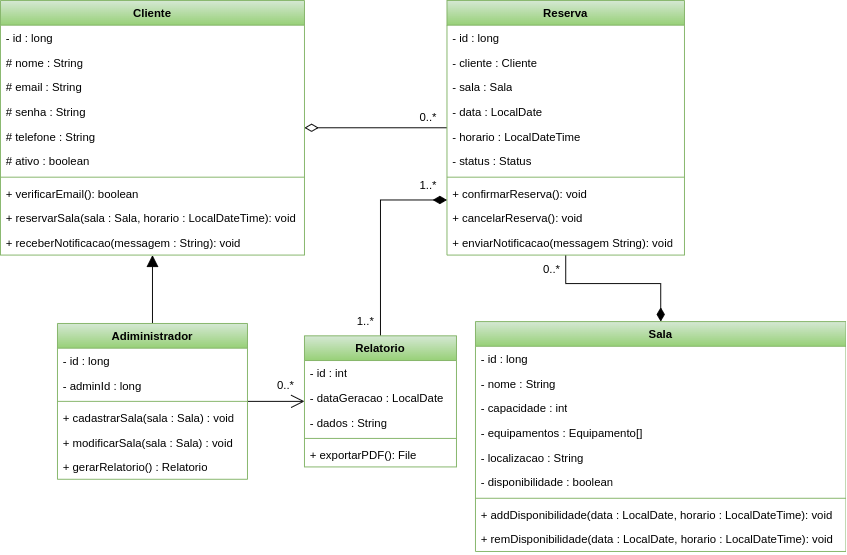 Cliente
- id : long
# nome : String
# email : String
# senha : String
# telefone : String
# ativo : boolean
+ verificarEmail(): boolean
+ reservarSala(sala : Sala, horario : LocalDateTime): void
+ receberNotificacao(messagem : String): void
Reserva
- id : long
- cliente : Cliente
- sala : Sala
- data : LocalDate
- horario : LocalDateTime
- status : Status
+ confirmarReserva(): void
+ cancelarReserva(): void
+ enviarNotificacao(messagem String): void
0..*
1..*
0..*
1..*
0..*
Adiministrador
- id : long
- adminId : long
+ cadastrarSala(sala : Sala) : void
+ modificarSala(sala : Sala) : void
+ gerarRelatorio() : Relatorio
Relatorio
- id : int
- dataGeracao : LocalDate
- dados : String
+ exportarPDF(): File
Sala
- id : long
- nome : String
- capacidade : int
- equipamentos : Equipamento[]
- localizacao : String
- disponibilidade : boolean
+ addDisponibilidade(data : LocalDate, horario : LocalDateTime): void
+ remDisponibilidade(data : LocalDate, horario : LocalDateTime): void